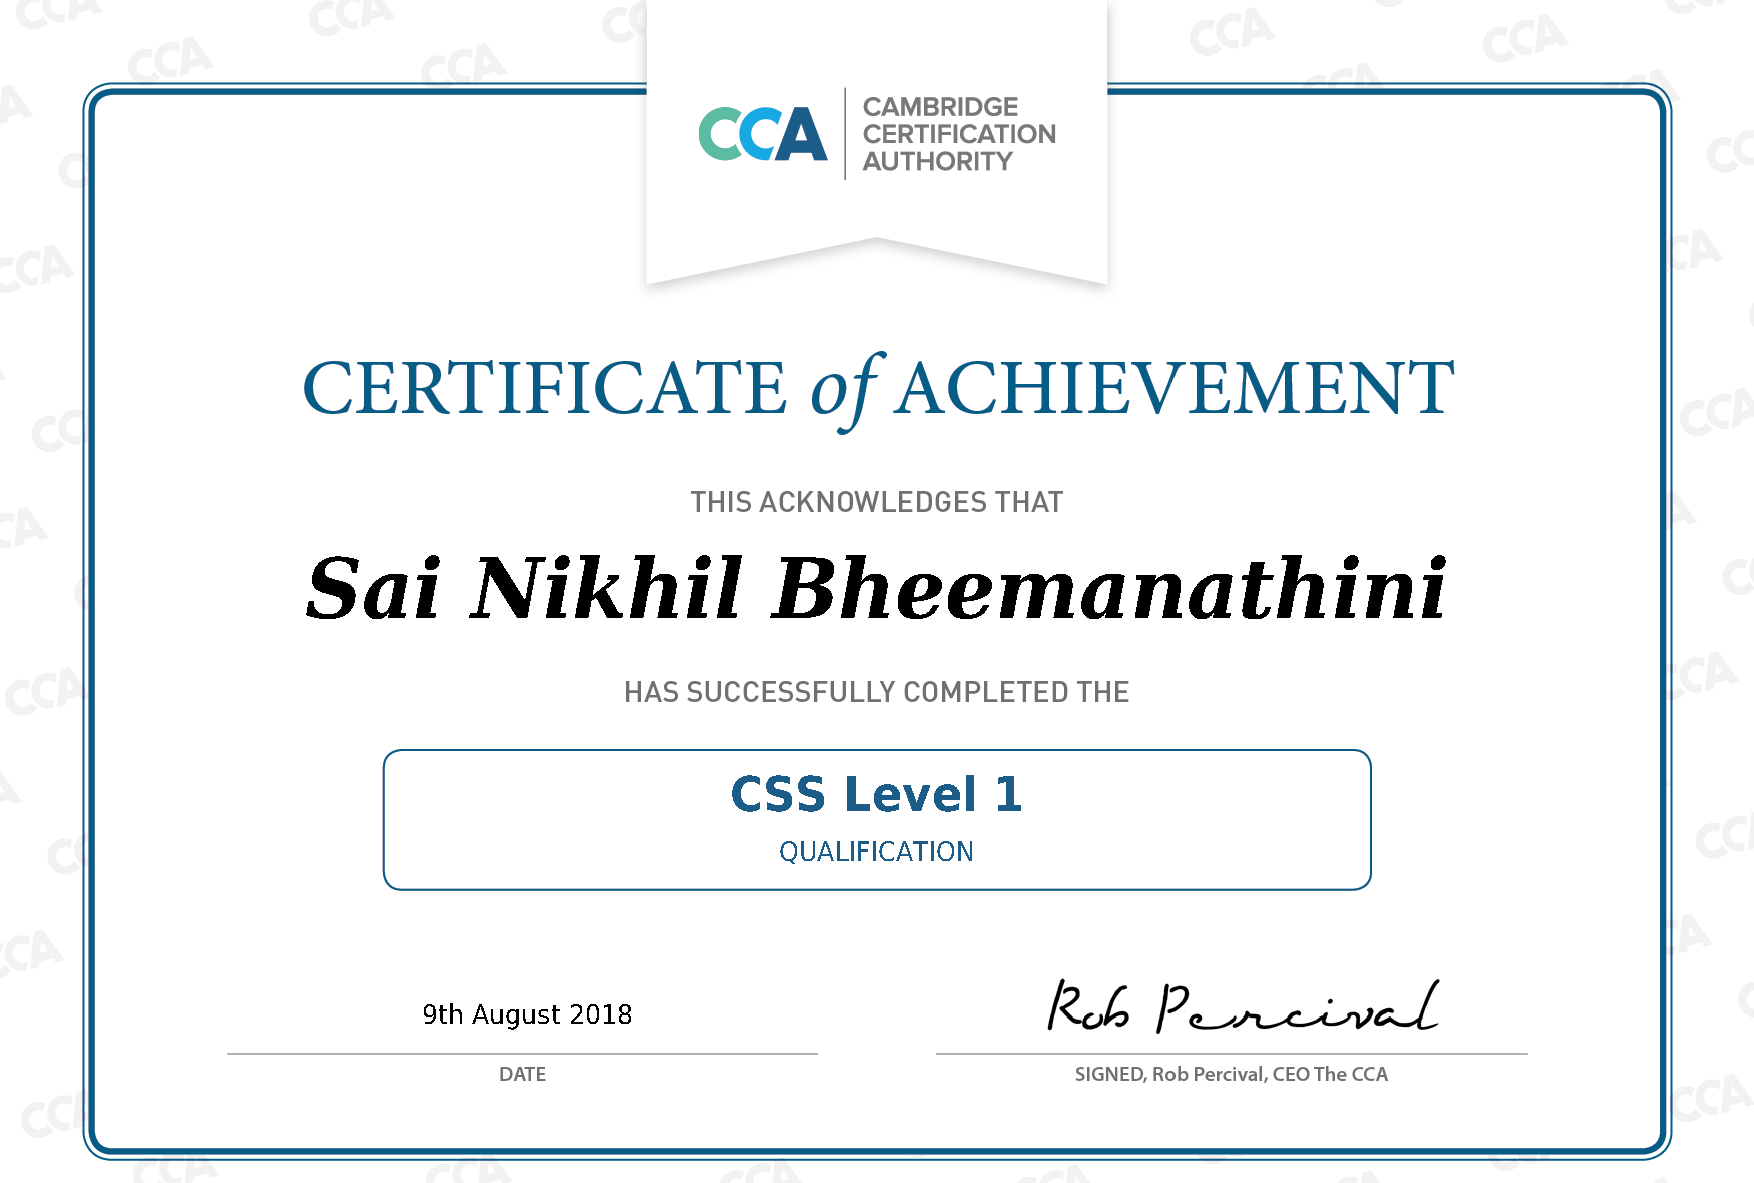 CCA
CAMBRIDGE
CERTIFICATION
AUTHORITY
CERTIFICATE of ACHIEVEMENT
THIS ACKNOWLEDGES THAT
Sai Nikhil Bheemanathini
HAS SUCCESSFULLY COMPLETED THE
CSS Level 1
QUALIFICATION
9th August 2018
Rob Percival
DATE
SIGNED, Rob Percival, CEO The CCA